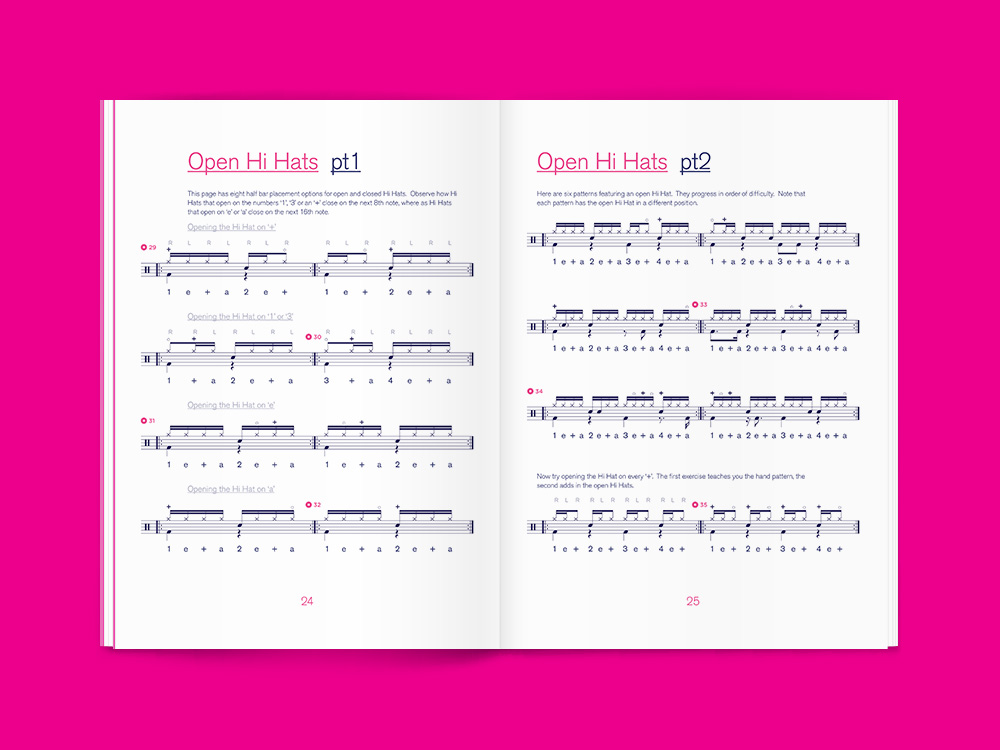 Open Hi Hats pt1
This page has eight half bar placement options for open and closed Hi Hats. Observe how Hi
Hats that open on the numbers '1', '3' or an '+' close on the next 8th note, where as Hi Hats
that open on 'e' or 'a' close on the next 16th note.
Opening the Hi Hat on '+'
R L R L R L R R L R R L R L
29
1 e + a 2 e + 1 e + 2 e + a
Opening the Hi Hat on '1' or '3'
R R L R L R L R R L R L R L
30
1 + a 2 e + a 3 + a 4 e + a
Opening the Hi Hat on 'e'
31
1 e + a 2 e + a 1 e + a 2 e + a
Opening the Hi Hat on 'a'
32
1 e + a 2 e + a 1 e + a 2 e + a
24
Open Hi Hats pt2
Here are six patterns featuring an open Hi Hat. They progress in order of difficulty. Note that
each pattern has the open Hi Hat in a different position.
1 e + a 2 e + a 3 e + 4 e + a 1 + a 2 e + a 3 e + a 4 e + a
33
1 e + a 2 e + a 3 e + a 4 e + a 1 e + a 2 e + a 3 e + a 4 e + a
34
1 e + a 2 e + a 3 e + a 4 e + a 1 e + a 2 e + a 3 e + a 4 e + a
Now try opening the Hi Hat on every '+'. The first exercise teaches you the hand pattern, the
second adds in the open Hi Hats.
R L R R L R R L R R L R
35
1 e + 2 e + 3 e + 4 e + 1 e + 2 e + 3 e + 4 e +
25